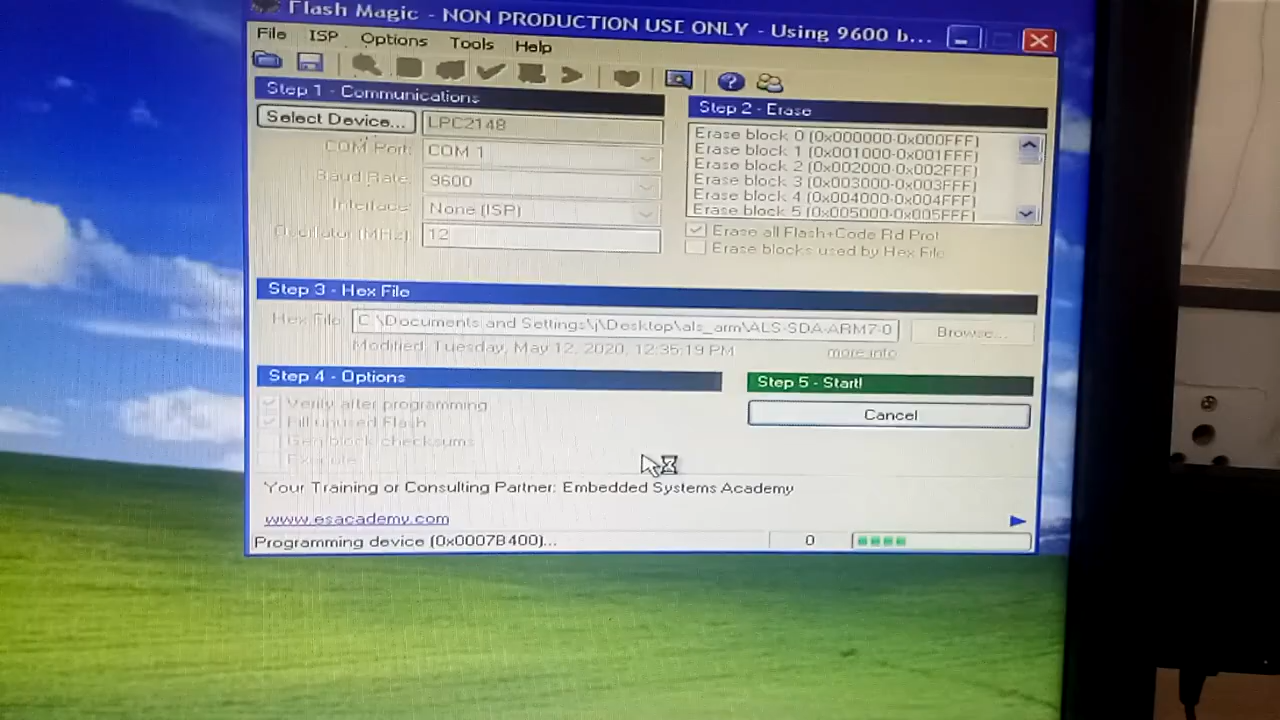 Flash Magic - NON PRODUCTION USE ONLY - Using 9600 b...
File ISP Options Tools Help
Step 1 - Communications
Select Device... LPC2148
COM Port: COM 1
Baud Rate: 9600
Interface: None (ISP)
Oscillator (MHz): 12
Step 2 - Erase
Erase block 0 (0x000000-0x000FFF)
Erase block 1 (0x001000-0x001FFF)
Erase block 2 (0x002000-0x002FFF)
Erase block 3 (0x003000-0x003FFF)
Erase block 4 (0x004000-0x004FFF)
Erase block 5 (0x005000-0x005FFF)
Erase all Flash+Code Rd Prot
Erase blocks used by Hex File
Step 3 - Hex File
Hex File: C:\Documents and Settings\j\Desktop\als_arm\ALS-SDA-ARM7-0 Browse...
Modified: Tuesday, May 12, 2020, 12:35:19 PM more info
Step 4 - Options
Verify after programming
Fill unused Flash
Gen block checksums
Execute
Step 5 - Start!
Cancel
Your Training or Consulting Partner: Embedded Systems Academy
www.esacademy.com
Programming device (0x0007B400)... 0